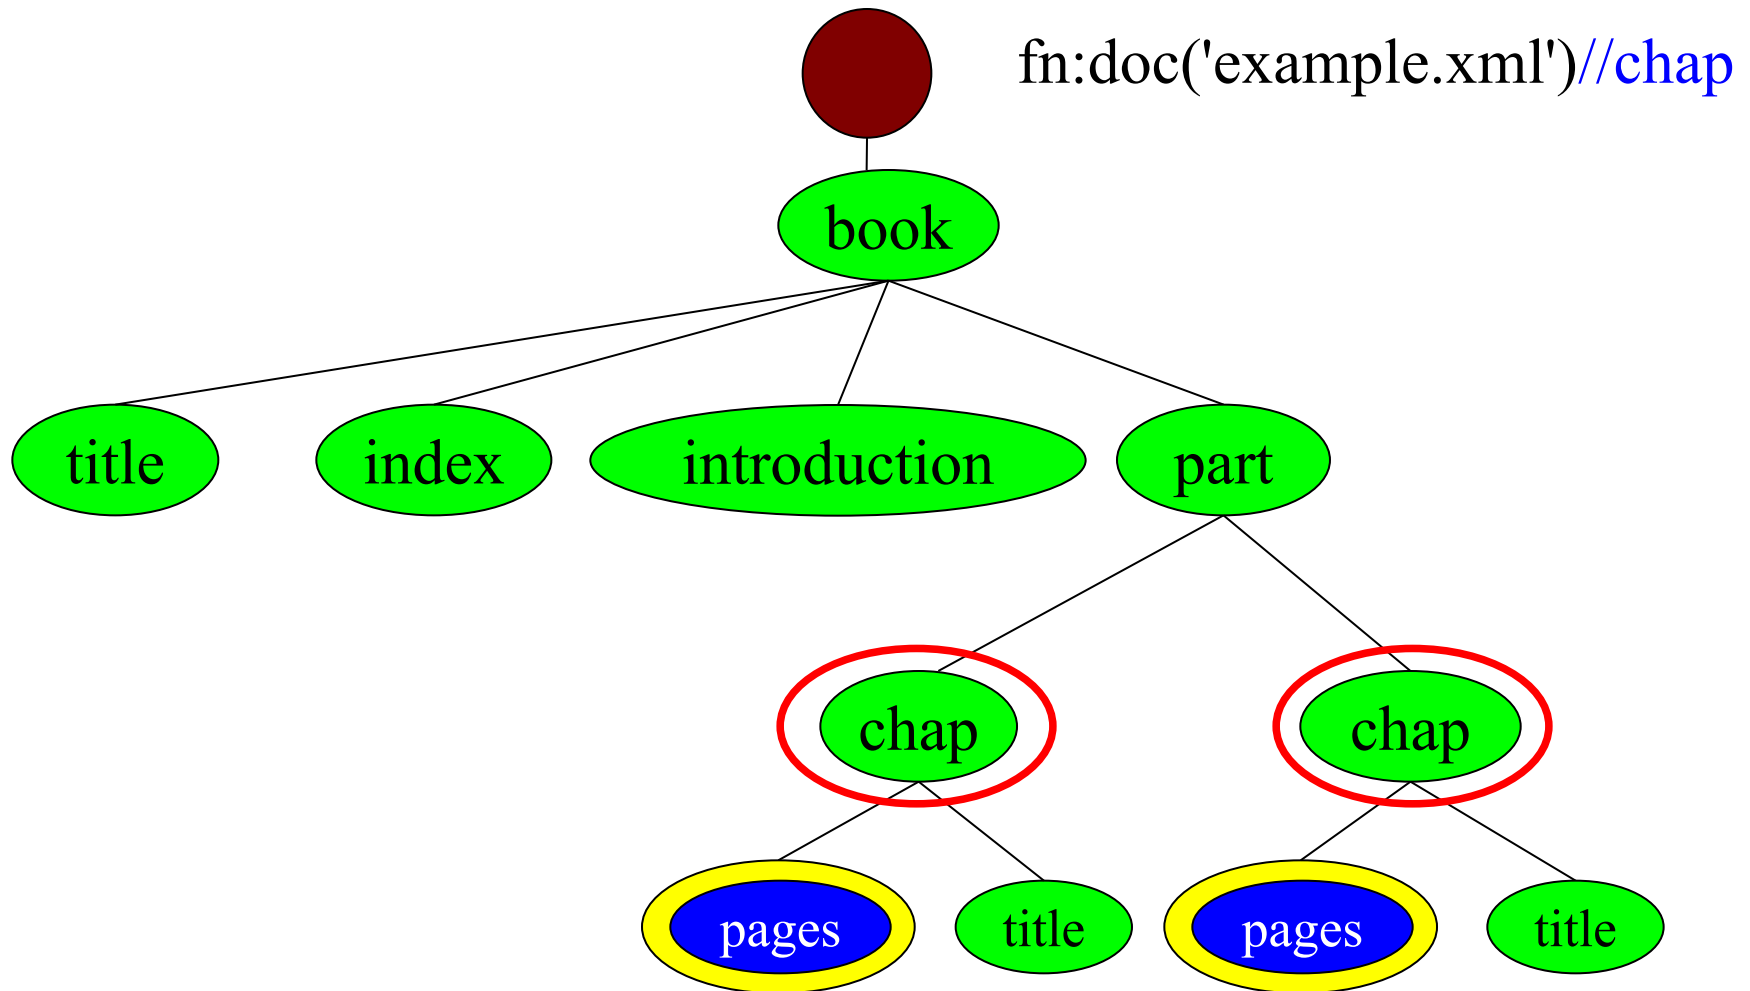 fn:doc('example.xml')//chap
book
title
index
introduction
part
chap
chap
pages
title
pages
title